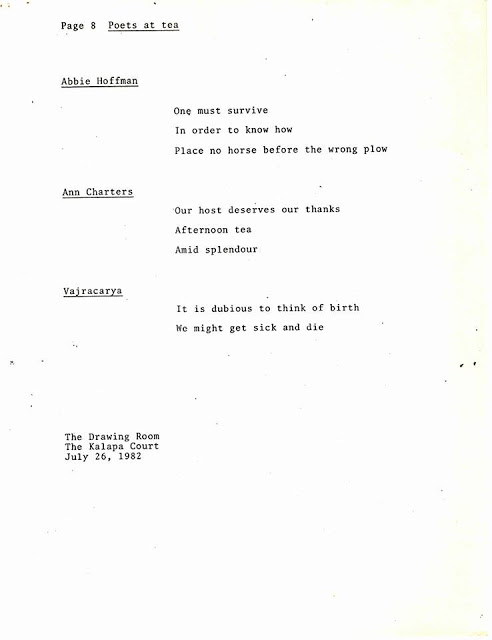 Page 8 Poets at tea
Abbie Hoffman
One must survive
In order to know how
Place no horse before the wrong plow
Ann Charters
Our host deserves our thanks
Afternoon tea
Amid splendour
Vajracarya
It is dubious to think of birth
We might get sick and die
The Drawing Room
The Kalapa Court
July 26, 1982